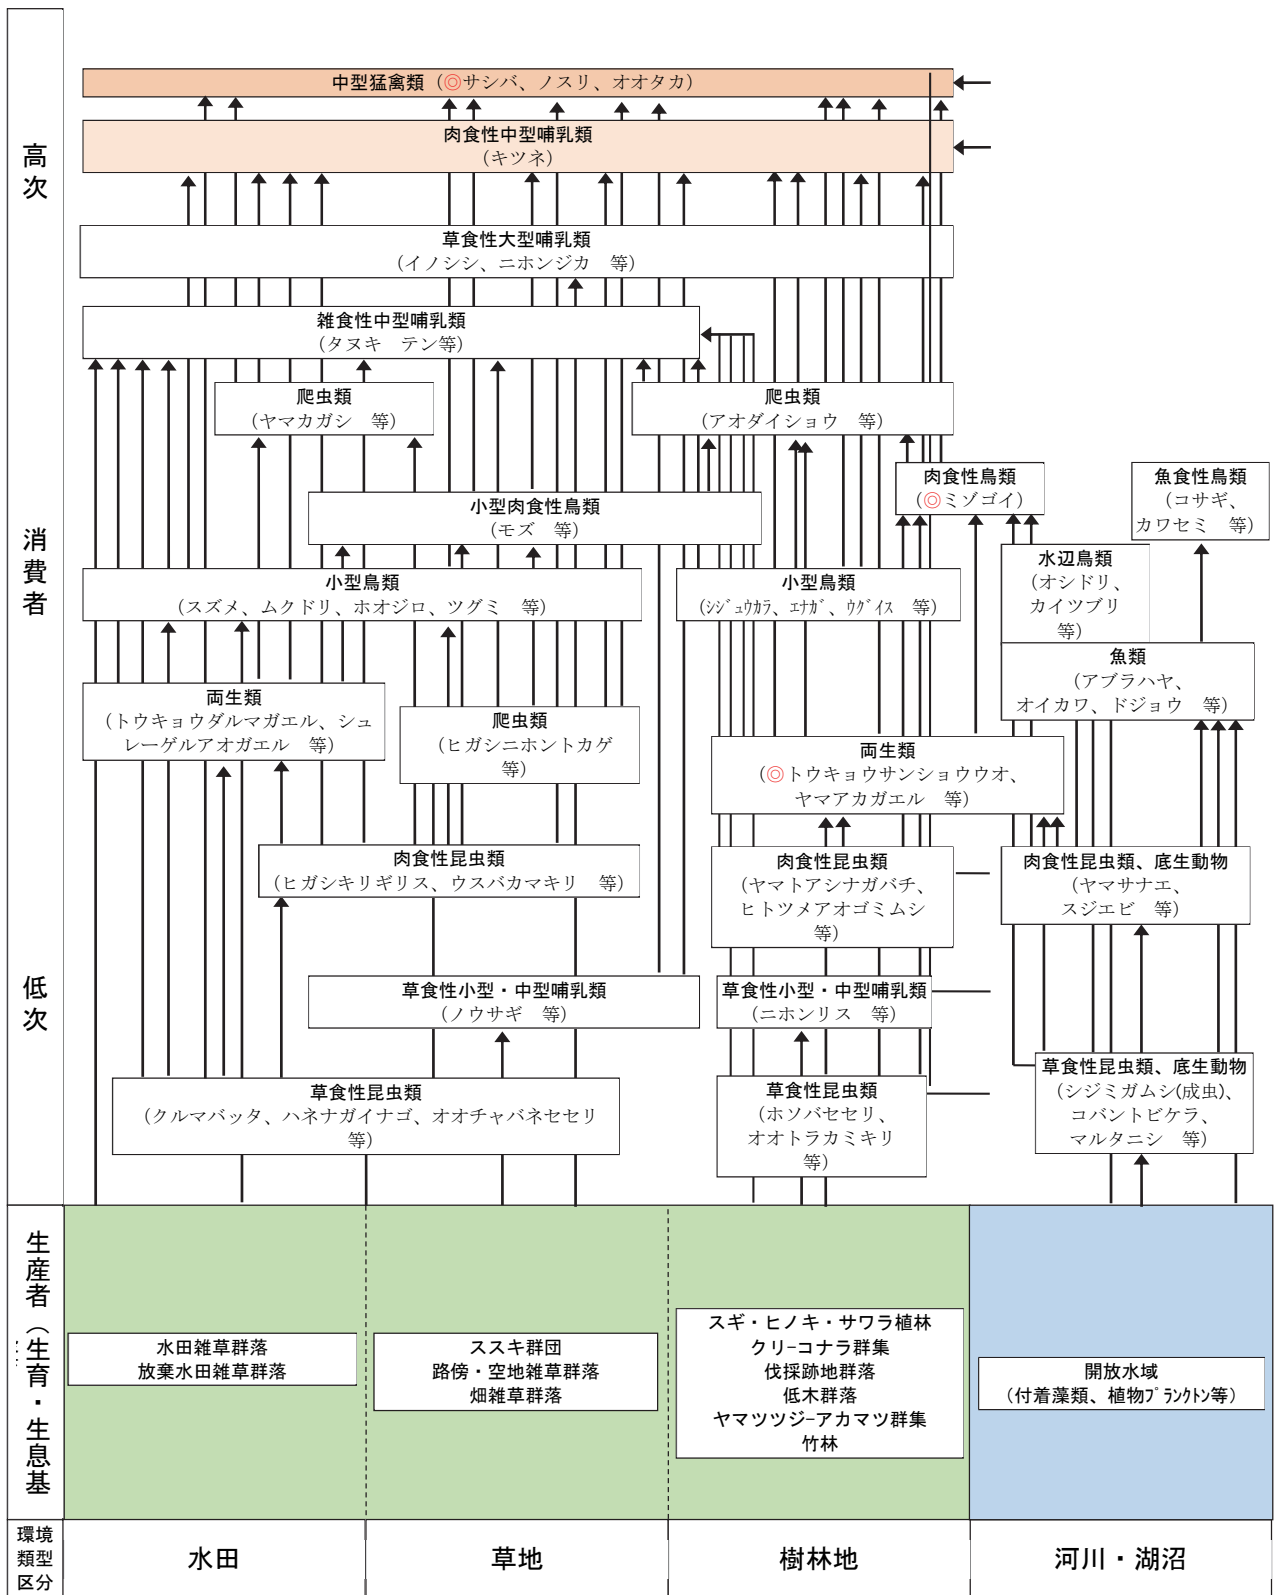 高次
消費者
低次
中型猛禽類（◎サシバ、ノスリ、オオタカ）
肉食性中型哺乳類
（キツネ）
草食性大型哺乳類
（イノシシ、ニホンジカ　等）
雑食性中型哺乳類
（タヌキ　テン等）
爬虫類
（ヤマカガシ　等）
爬虫類
（アオダイショウ　等）
肉食性鳥類
（◎ミゾゴイ）
魚食性鳥類
（コサギ、
カワセミ　等）
小型肉食性鳥類
（モズ　等）
水辺鳥類
（オシドリ、
カイツブリ
等）
小型鳥類
（スズメ、ムクドリ、ホオジロ、ツグミ　等）
小型鳥類
（ｼｼﾞｭｳｶﾗ、ｴﾅｶﾞ、ｳｸﾞｲｽ　等）
魚類
（アブラハヤ、
オイカワ、ドジョウ　等）
両生類
（トウキョウダルマガエル、シュ
レーゲルアオガエル　等）
爬虫類
（ヒガシニホントカゲ
等）
両生類
（◎トウキョウサンショウウオ、
ヤマアカガエル　等）
肉食性昆虫類
（ヒガシキリギリス、ウスバカマキリ　等）
肉食性昆虫類
（ヤマトアシナガバチ、
ヒトツメアオゴミムシ
等）
肉食性昆虫類、底生動物
（ヤマサナエ、
スジエビ　等）
草食性小型・中型哺乳類
（ノウサギ　等）
草食性小型・中型哺乳類
（ニホンリス　等）
草食性昆虫類
（クルマバッタ、ハネナガイナゴ、オオチャバネセセリ
等）
草食性昆虫類
（ホソバセセリ、
オオトラカミキリ
等）
草食性昆虫類、底生動物
（シジミガムシ(成虫)、
コバントビケラ、
マルタニシ　等）
生産者（生育・生息基
水田雑草群落
放棄水田雑草群落
ススキ群団
路傍・空地雑草群落
畑雑草群落
スギ・ヒノキ・サワラ植林
クリ-コナラ群集
伐採跡地群落
低木群落
ヤマツツジ-アカマツ群集
竹林
開放水域
（付着藻類、植物ﾌﾟﾗﾝｸﾄﾝ等）
環境
類型
区分
水田
草地
樹林地
河川・湖沼